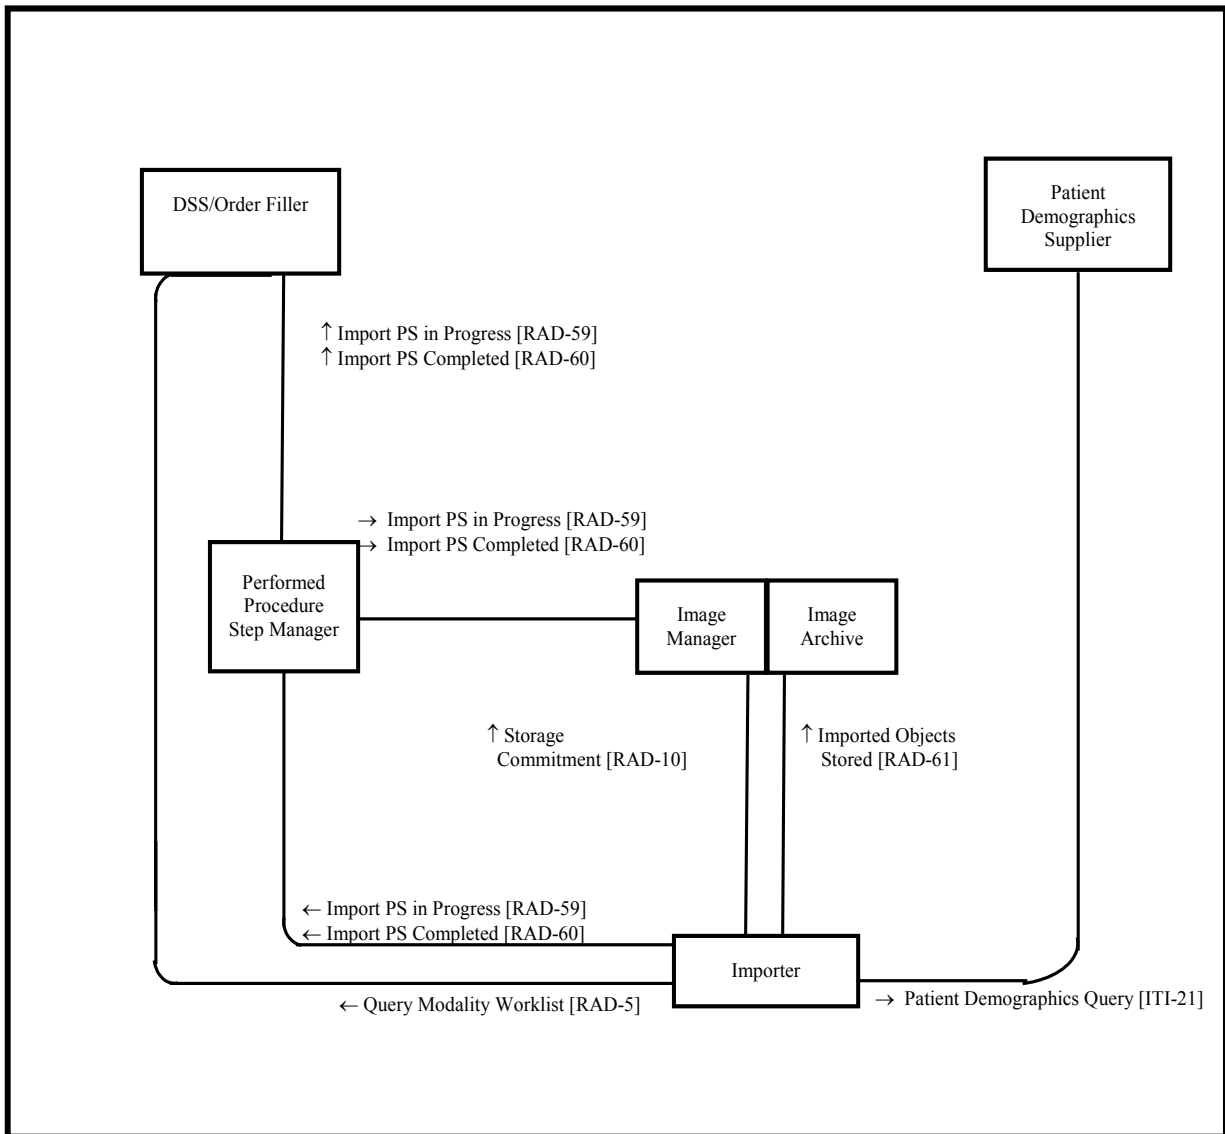 DSS/Order Filler
Patient
Demographics
Supplier
↑ Import PS in Progress [RAD-59]
↑ Import PS Completed [RAD-60]
→ Import PS in Progress [RAD-59]
→ Import PS Completed [RAD-60]
Performed
Procedure
Step Manager
Image
Manager
Image
Archive
↑ Storage
Commitment [RAD-10]
↑ Imported Objects
Stored [RAD-61]
← Import PS in Progress [RAD-59]
← Import PS Completed [RAD-60]
Importer
← Query Modality Worklist [RAD-5]
→ Patient Demographics Query [ITI-21]